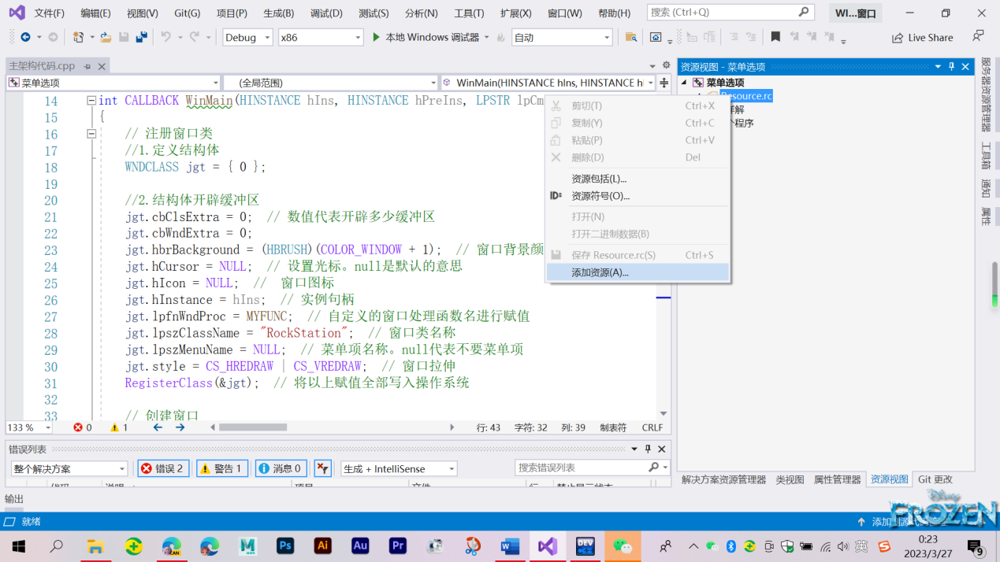 文件(F) 编辑(E) 视图(V) Git(G) 项目(P) 生成(B) 调试(D) 测试(S) 分析(N) 工具(T) 扩展(X) 窗口(W) 帮助(H) 搜索 (Ctrl+Q) WI...窗口
Debug x86 本地 Windows 调试器 自动 Live Share
主架构代码.cpp
菜单选项 (全局范围) WinMain(HINSTANCE hIns, HINSTANCE hl
14 int CALLBACK WinMain(HINSTANCE hIns, HINSTANCE hPreIns, LPSTR lpCm
15 {
16 // 注册窗口类
17 //1.定义结构体
18 WNDCLASS jgt = { 0 };
19
20 //2.结构体开辟缓冲区
21 jgt.cbClsExtra = 0; // 数值代表开辟多少缓冲区
22 jgt.cbWndExtra = 0;
23 jgt.hbrBackground = (HBRUSH)(COLOR_WINDOW + 1); // 窗口背景颜
24 jgt.hCursor = NULL; // 设置光标。null是默认的意思
25 jgt.hIcon = NULL; // 窗口图标
26 jgt.hInstance = hIns; // 实例句柄
27 jgt.lpfnWndProc = MYFUNC; // 自定义的窗口处理函数名进行赋值
28 jgt.lpszClassName = "RockStation"; // 窗口类名称
29 jgt.lpszMenuName = NULL; // 菜单项名称。null代表不要菜单项
30 jgt.style = CS_HREDRAW | CS_VREDRAW; // 窗口拉伸
31 RegisterClass(&jgt); // 将以上赋值全部写入操作系统
32
33 // 创建窗口
133 % 0 1 行: 43 字符: 32 列: 39 制表符 CRLF
剪切(T) Ctrl+X
复制(Y) Ctrl+C
粘贴(P) Ctrl+V
删除(D) Del
资源包括(L)...
ID= 资源符号(O)...
打开(N)
打开二进制数据(B)
保存 Resource.rc(S) Ctrl+S
添加资源(A)...
资源视图 - 菜单选项
菜单选项
Resource.rc
详解
个程序
服务器资源管理器
工具箱
通知
属性
错误列表
整个解决方案 错误 2 警告 1 消息 0 生成 + IntelliSense 搜索错误列表
代码 说明 项目 文件 行 禁止显示状态
解决方案资源管理器 类视图 属性管理器 资源视图 Git 更改
输出
就绪 添加到源代码
Disney
FROZEN
M Ps Ai Au Pr W DEV 英 S
0:23
2023/3/27
9